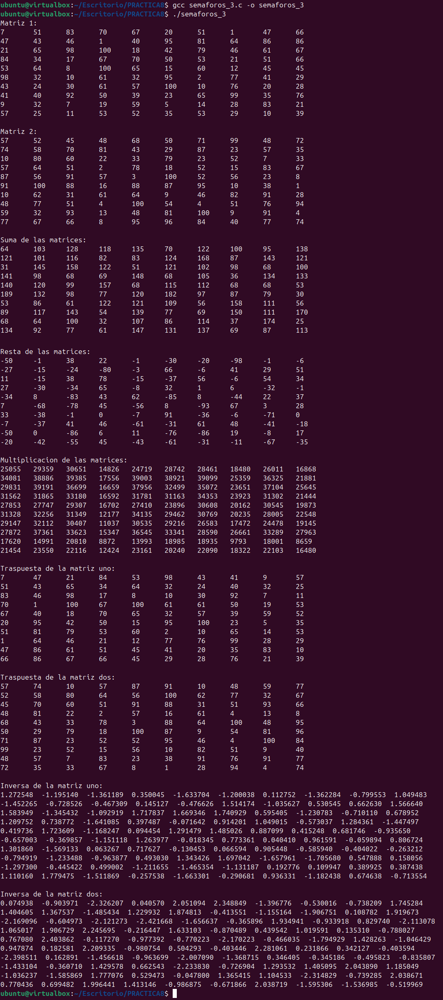 ubuntu@virtualbox:~/Escritorio/PRACTICA8$ gcc semaforos_3.c -o semaforos_3
ubuntu@virtualbox:~/Escritorio/PRACTICA8$ ./semaforos_3
Matriz 1:
7 51 83 70 67 20 51 1 47 66
47 43 46 1 40 95 81 64 86 86
21 65 98 100 18 42 79 46 61 67
84 34 17 67 70 50 53 21 51 66
53 64 8 100 65 15 60 12 45 45
98 32 10 61 32 95 2 77 41 29
43 24 30 61 57 100 10 76 20 28
41 40 92 50 39 23 65 99 35 76
9 32 7 19 59 5 14 28 83 21
57 25 11 53 52 35 53 29 10 39
Matriz 2:
57 52 45 48 68 50 71 99 48 72
74 58 70 81 43 29 87 23 57 35
10 80 60 22 33 79 23 52 7 33
57 64 51 2 78 18 52 15 83 67
87 56 91 57 3 100 52 56 23 8
91 100 88 16 88 87 95 10 38 1
10 62 31 61 64 9 46 82 91 28
48 77 51 4 100 54 4 51 76 94
59 32 93 13 48 81 100 9 91 4
77 67 66 8 95 96 84 40 77 74
Suma de las matrices:
64 103 128 118 135 70 122 100 95 138
121 101 116 82 83 124 168 87 143 121
31 145 158 122 51 121 102 98 68 100
141 98 68 69 148 68 105 36 134 133
140 120 99 157 68 115 112 68 68 53
189 132 98 77 120 182 97 87 79 30
53 86 61 122 121 109 56 158 111 56
89 117 143 54 139 77 69 150 111 170
68 64 100 32 107 86 114 37 174 25
134 92 77 61 147 131 137 69 87 113
Resta de las matrices:
-50 -1 38 22 -1 -30 -20 -98 -1 -6
-27 -15 -24 -80 -3 66 -6 41 29 51
11 -15 38 78 -15 -37 56 -6 54 34
27 -30 -34 65 -8 32 1 6 -32 -1
-34 8 -83 43 62 -85 8 -44 22 37
7 -68 -78 45 -56 8 -93 67 3 28
33 -38 -1 0 -7 91 -36 -6 -71 0
-7 -37 41 46 -61 -31 61 48 -41 -18
-50 0 -86 6 11 -76 -86 19 -8 17
-20 -42 -55 45 -43 -61 -31 -11 -67 -35
Multiplicacion de las matrices:
25055 29359 30651 14826 24719 28742 28461 18480 26011 16868
34081 38886 39385 17556 39003 38921 39099 25359 36325 21881
29831 39191 36699 16659 37956 32499 35072 23651 37104 25645
31562 31865 33180 16592 31781 31163 34353 23923 31302 21444
27853 27747 29307 16702 27410 23896 30608 20162 30545 19873
31328 32256 31349 12177 34135 29462 30769 20235 28005 22548
29147 32112 30407 11037 30535 29216 26583 17472 24478 19145
27872 37361 33623 15347 36545 33341 28590 26661 33289 27963
17620 14991 20810 8872 13993 18985 18935 9793 18001 8659
21454 23550 22116 12424 23161 20240 22090 18322 22103 16480
Traspuesta de la matriz uno:
7 47 21 84 53 98 43 41 9 57
51 43 65 34 64 32 24 40 32 25
83 46 98 17 8 10 30 92 7 11
70 1 100 67 100 61 61 50 19 53
67 40 18 70 65 32 57 39 59 52
20 95 42 50 15 95 100 23 5 35
51 81 79 53 60 2 10 65 14 53
1 64 46 21 12 77 76 99 28 29
47 86 61 51 45 41 20 35 83 10
66 86 67 66 45 29 28 76 21 39
Traspuesta de la matriz dos:
57 74 10 57 87 91 10 48 59 77
52 58 80 64 56 100 62 77 32 67
45 70 60 51 91 88 31 51 93 66
48 81 22 2 57 16 61 4 13 8
68 43 33 78 3 88 64 100 48 95
50 29 79 18 100 87 9 54 81 96
71 87 23 52 52 95 46 4 100 84
99 23 52 15 56 10 82 51 9 40
48 57 7 83 23 38 91 76 91 77
72 35 33 67 8 1 28 94 4 74
Inversa de la matriz uno:
1.272548 -1.195140 -1.361189 0.350045 -1.633704 -1.200038 0.112752 -1.362284 -0.799553 1.049483
-1.452265 -0.728526 -0.467309 0.145127 -0.476626 1.514174 -1.035627 0.530545 0.662630 1.566640
1.583949 -1.345432 -1.092919 1.717837 1.669346 1.740929 0.595405 -1.230783 -0.710110 0.678952
1.209752 0.738772 -1.641085 0.397487 -0.071642 0.914201 1.049015 -0.573037 1.284361 -1.447497
0.419736 1.723609 -1.168247 0.094454 1.291479 1.485026 0.887099 0.415248 0.681746 -0.935650
-0.657003 -0.369857 -1.151118 1.263977 -0.018345 0.773361 0.040410 0.961591 -0.059894 0.806724
1.301860 -1.569133 0.063267 0.717627 -0.130453 0.066594 0.905448 -0.585940 -0.404022 -0.263212
-0.794919 -1.233488 -0.963877 0.493030 1.343426 1.697042 -1.657961 -1.705680 0.547888 0.158056
-1.297300 -0.445422 0.499002 -1.211655 -1.465354 -1.131187 0.192776 0.109947 0.389925 0.387438
1.110160 1.779475 -1.511869 -0.257538 -1.663301 -0.290681 0.936331 -1.182438 0.674638 -0.713554
Inversa de la matriz dos:
0.074938 -0.903971 -2.326207 0.040570 2.051094 2.348849 -1.396776 -0.530016 -0.738209 1.745284
1.404605 1.367537 -1.485434 1.229932 1.874813 -0.413551 -1.155164 -1.906751 0.108782 1.919673
-2.169096 -0.604973 -2.121273 -2.421668 -1.656637 -0.365896 1.934941 -0.933918 0.829740 -2.113078
1.065017 1.906729 2.245695 -0.216447 1.633103 -0.870489 0.439542 1.019591 0.135310 -0.788027
0.767080 2.403862 -0.117270 -0.977392 -0.770223 -2.170223 -0.466035 -1.794929 1.428263 -1.046429
0.947874 0.182581 2.209335 -0.980754 0.504293 -0.403446 2.281061 0.231866 0.342127 -0.403594
-2.398511 0.162891 -1.456618 -0.963699 -2.007090 -1.368715 0.346405 -0.345186 -0.495823 -0.835807
-1.433104 -0.360710 1.429578 0.662543 -2.233830 -0.726904 1.293532 1.405095 2.043890 1.185049
-1.036237 -1.585869 1.777076 0.529473 -0.047800 1.365415 1.104533 -2.314829 -0.739285 2.038671
0.770436 0.699482 1.996441 1.413146 -0.986875 -0.671866 2.038719 -1.595306 -1.536985 -0.519969
ubuntu@virtualbox:~/Escritorio/PRACTICA8$